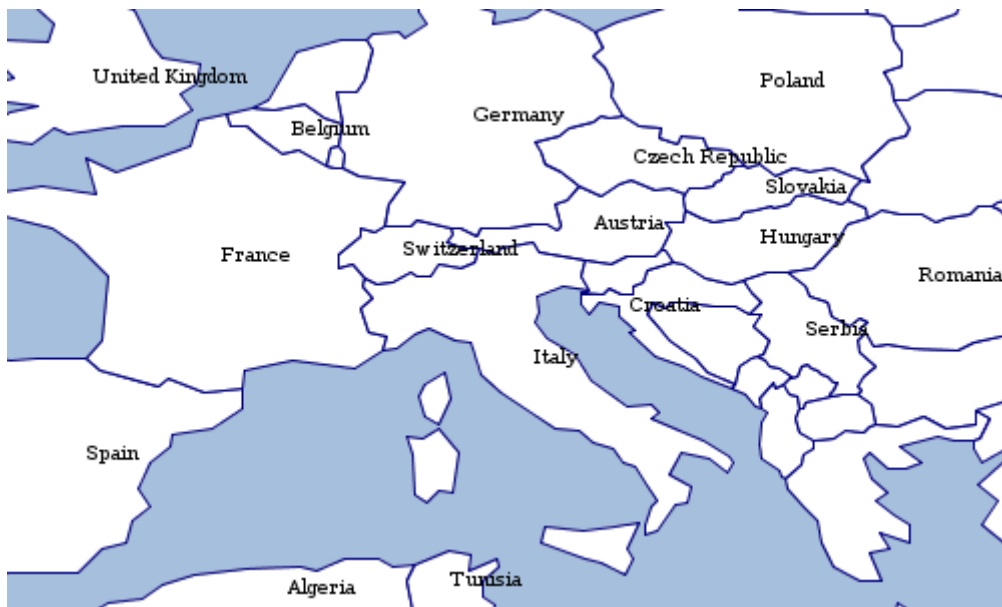 United Kingdom
Poland
Germany
Belgium
Czech Republic
Slovakia
Austria
Hungary
Switzerland
France
Romania
Croatia
Serbia
Italy
Spain
Tunisia
Algeria